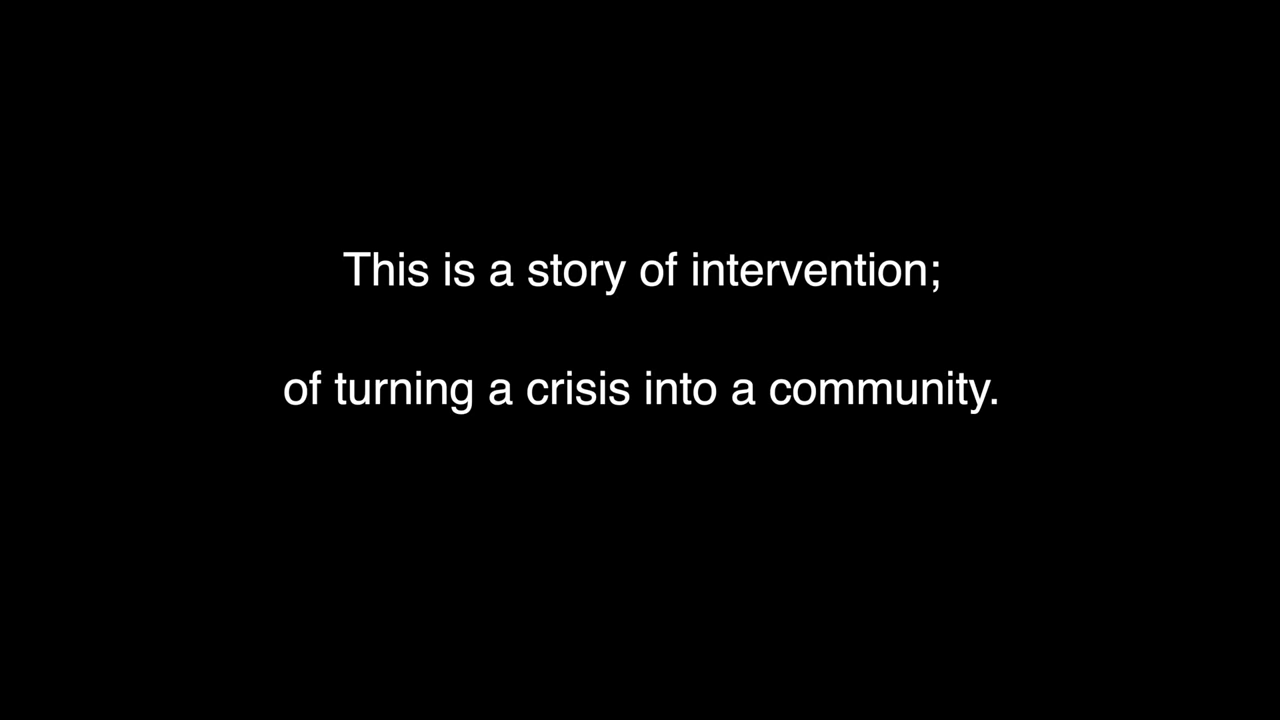 This is a story of intervention;
of turning a crisis into a community.